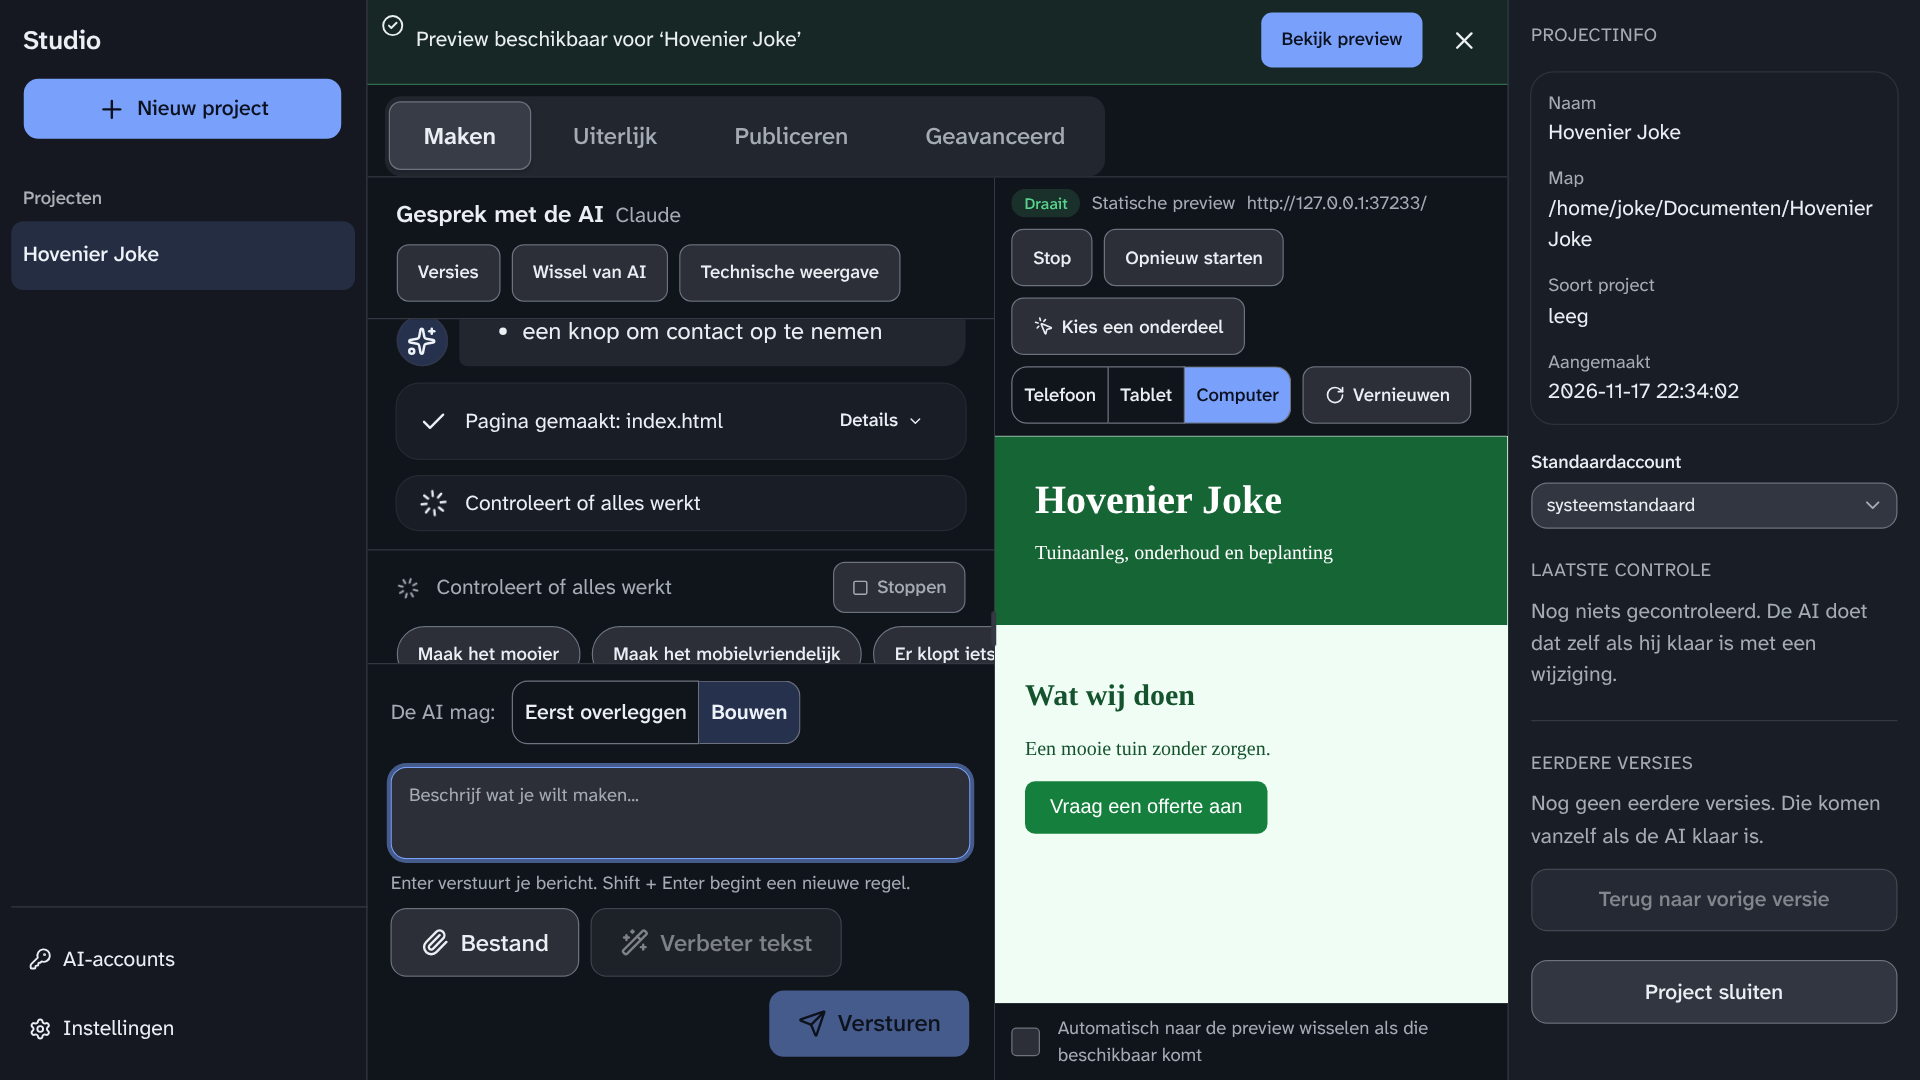 Studio
Nieuw project
Projecten
Hovenier Joke
AI-accounts
Instellingen
Preview beschikbaar voor ‘Hovenier Joke’
Bekijk preview
Maken
Uiterlijk
Publiceren
Geavanceerd
Gesprek met de AI Claude
Versies
Wissel van AI
Technische weergave
• een knop om contact op te nemen
Pagina gemaakt: index.html
Details
Controleert of alles werkt
Controleert of alles werkt
Stoppen
Maak het mooier
Maak het mobielvriendelijk
Er klopt iets
De AI mag:
Eerst overleggen
Bouwen
Beschrijf wat je wilt maken...
Enter verstuurt je bericht. Shift + Enter begint een nieuwe regel.
Bestand
Verbeter tekst
Versturen
Draait
Statische preview
http://127.0.0.1:37233/
Stop
Opnieuw starten
Kies een onderdeel
Telefoon
Tablet
Computer
Vernieuwen
Hovenier Joke
Tuinaanleg, onderhoud en beplanting
Wat wij doen
Een mooie tuin zonder zorgen.
Vraag een offerte aan
Automatisch naar de preview wisselen als die
beschikbaar komt
PROJECTINFO
Naam
Hovenier Joke
Map
/home/joke/Documenten/Hovenier
Joke
Soort project
leeg
Aangemaakt
2026-11-17 22:34:02
Standaardaccount
systeemstandaard
LAATSTE CONTROLE
Nog niets gecontroleerd. De AI doet
dat zelf als hij klaar is met een
wijziging.
EERDERE VERSIES
Nog geen eerdere versies. Die komen
vanzelf als de AI klaar is.
Terug naar vorige versie
Project sluiten